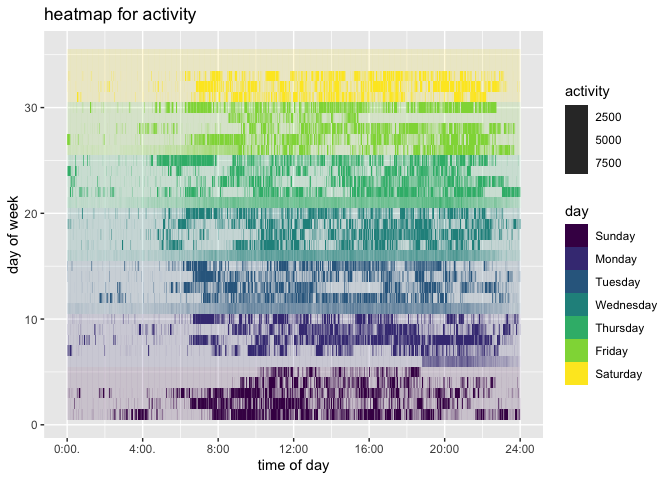 heatmap for activity
day of week
30
20
10
0
0:00.
4:00.
8:00
12:00
16:00
20:00
24:00
time of day
activity
2500
5000
7500
day
Sunday
Monday
Tuesday
Wednesday
Thursday
Friday
Saturday